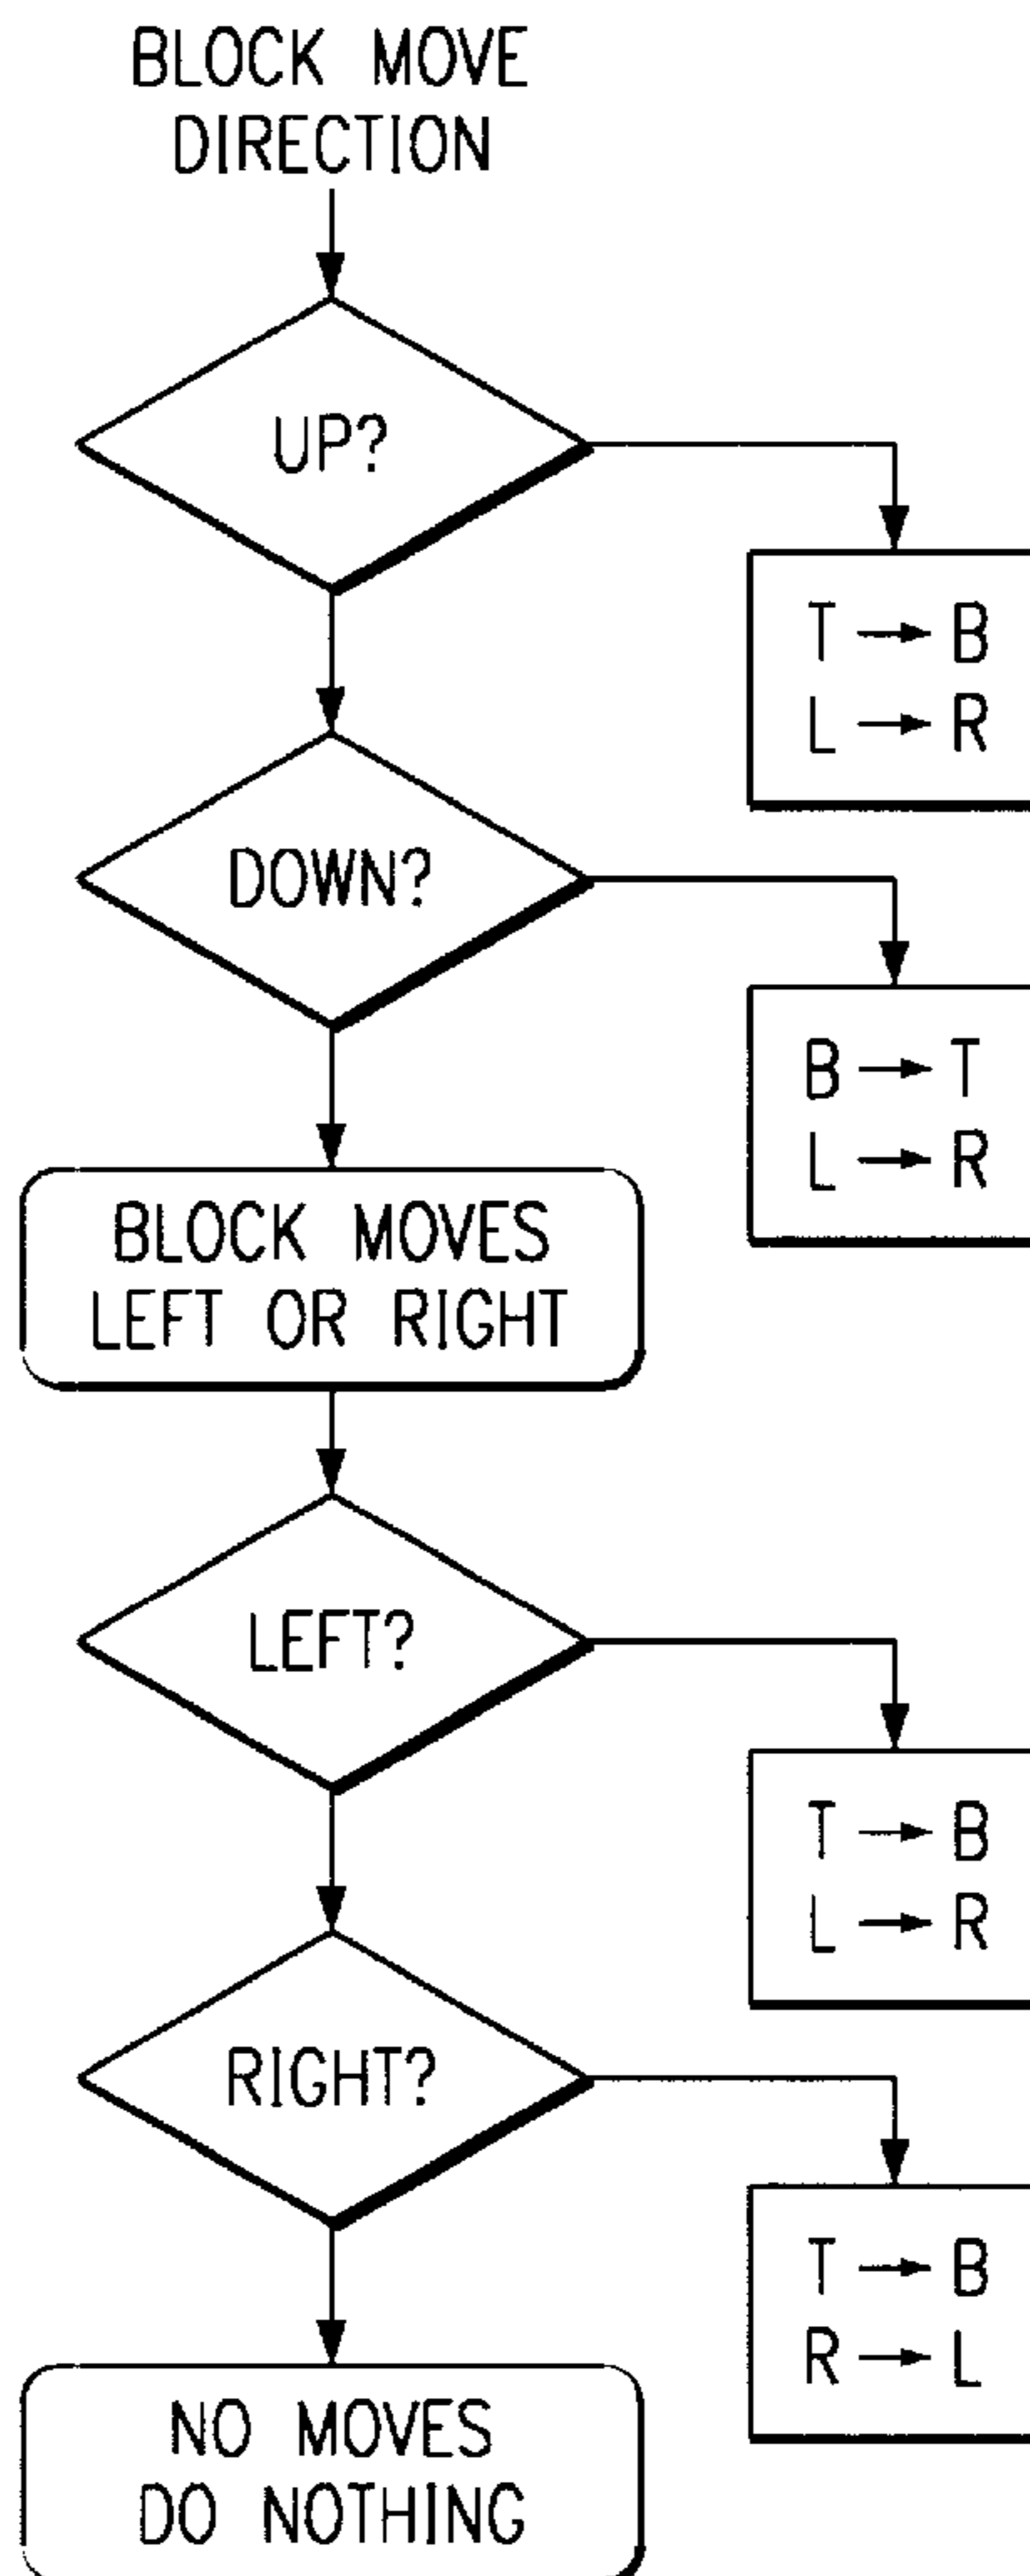 BLOCK MOVE
DIRECTION
UP?
T → B
L → R
DOWN?
B → T
L → R
BLOCK MOVES
LEFT OR RIGHT
LEFT?
T → B
L → R
RIGHT?
T → B
R → L
NO MOVES
DO NOTHING